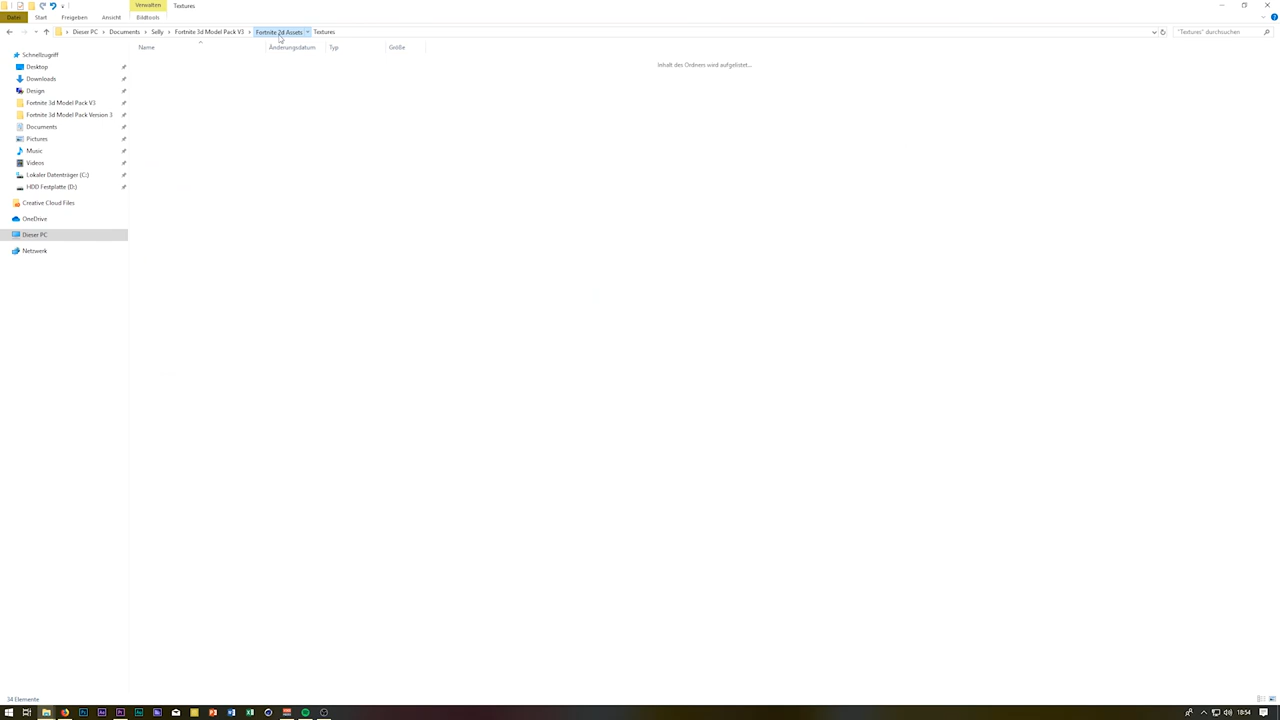 Verwalten Textures
Datei Start Freigeben Ansicht Bildtools
Dieser PC Documents Selly Fortnite 3d Model Pack V3 Fortnite 2d Assets Textures "Textures" durchsuchen
Name Änderungsdatum Typ Größe
Inhalt des Ordners wird aufgelistet...
Schnellzugriff
Desktop
Downloads
Design
Fortnite 3d Model Pack V3
Fortnite 3d Model Pack Version 3
Documents
Pictures
Music
Videos
Lokaler Datenträger (C:)
HDD Festplatte (D:)
Creative Cloud Files
OneDrive
Dieser PC
Netzwerk
34 Elemente
18:54